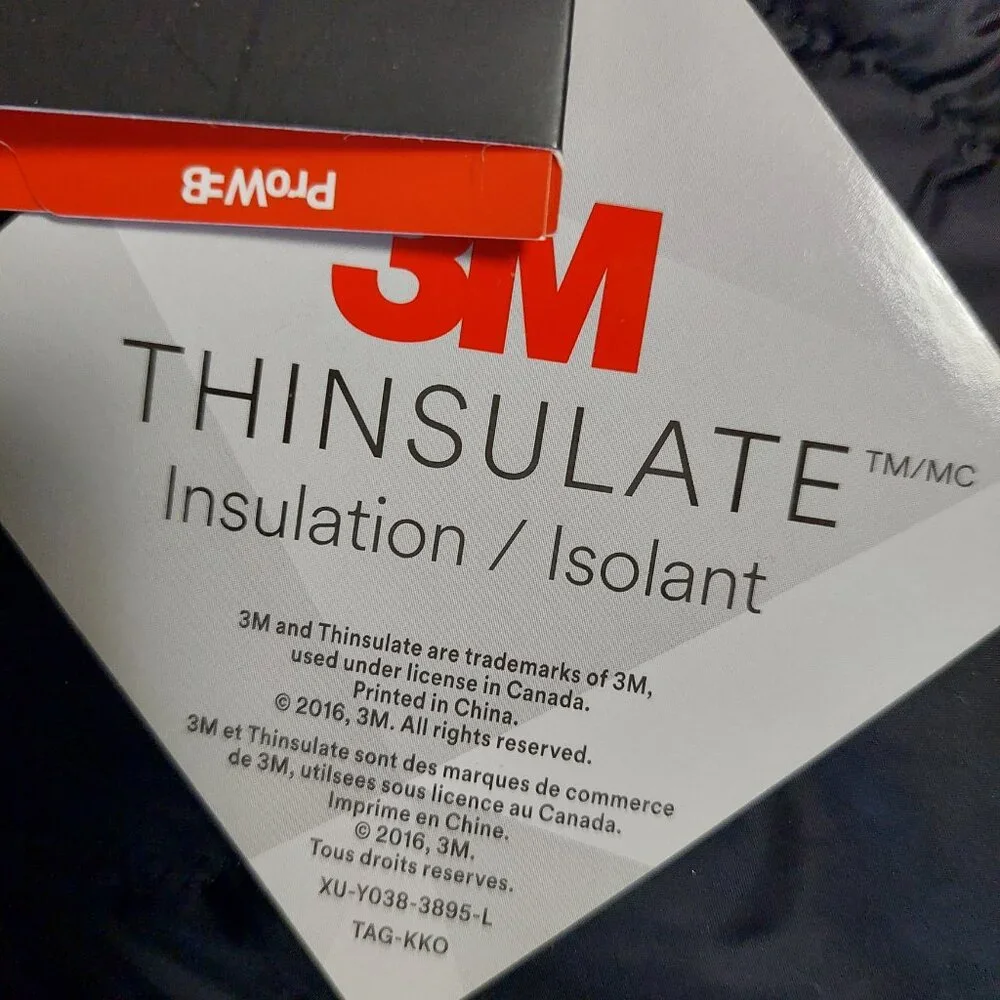 ProW=B
3M
THINSULATE™/MC
Insulation / Isolant
3M and Thinsulate are trademarks of 3M,
used under license in Canada.
Printed in China.
© 2016, 3M. All rights reserved.
3M et Thinsulate sont des marques de commerce
de 3M, utilsees sous licence au Canada.
Imprime en Chine.
© 2016, 3M.
Tous droits reserves.
XU-Y038-3895-L
TAG-KKO